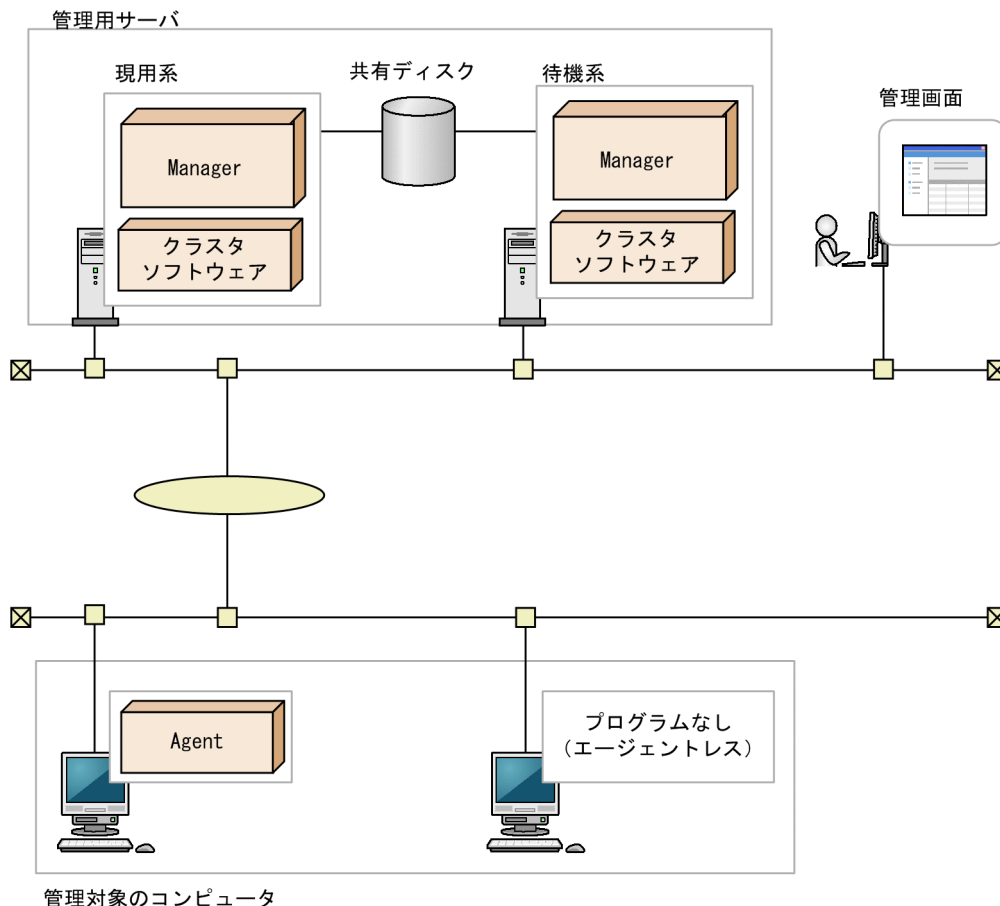 管理用サーバ
現用系
共有ディスク
待機系
管理画面
Manager
Manager
クラスタ
ソフトウェア
クラスタ
ソフトウェア
Agent
プログラムなし
（エージェントレス）
管理対象のコンピュータ